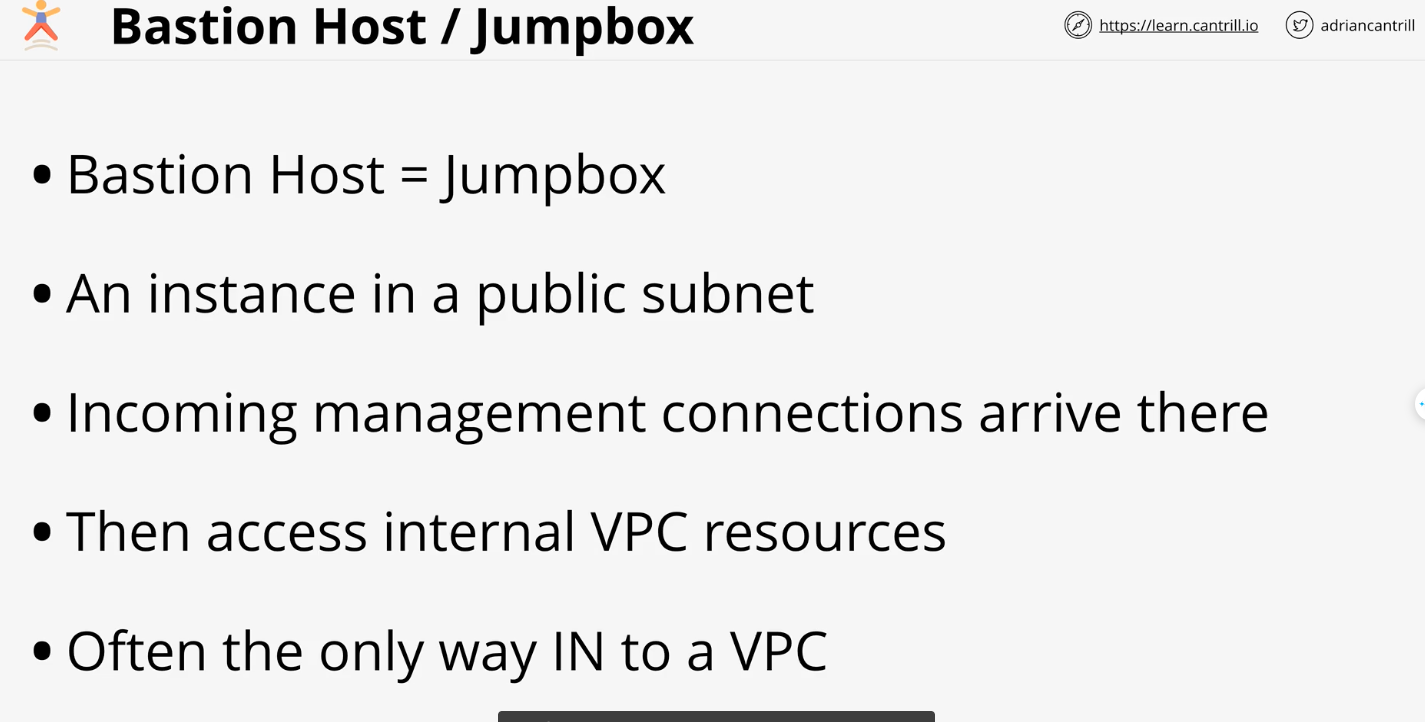 Bastion Host / Jumpbox
https://learn.cantrill.io
adriancantrill
• Bastion Host = Jumpbox
• An instance in a public subnet
• Incoming management connections arrive there
• Then access internal VPC resources
• Often the only way IN to a VPC